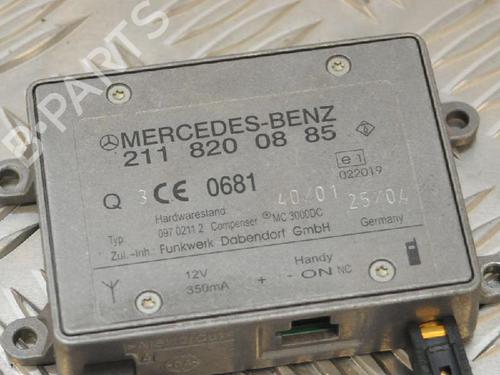 B-PARTS
MERCEDES-BENZ
211 820 08 85
Q 3 CE 0681
e1
022019
Hardwarestand 40/01 25/04
Typ 097 0211 2 Compenser MC 3000DC
Zul.-Inh.: Funkwerk Dabendorf GmbH Germany
12V Handy
350mA + - ON NC